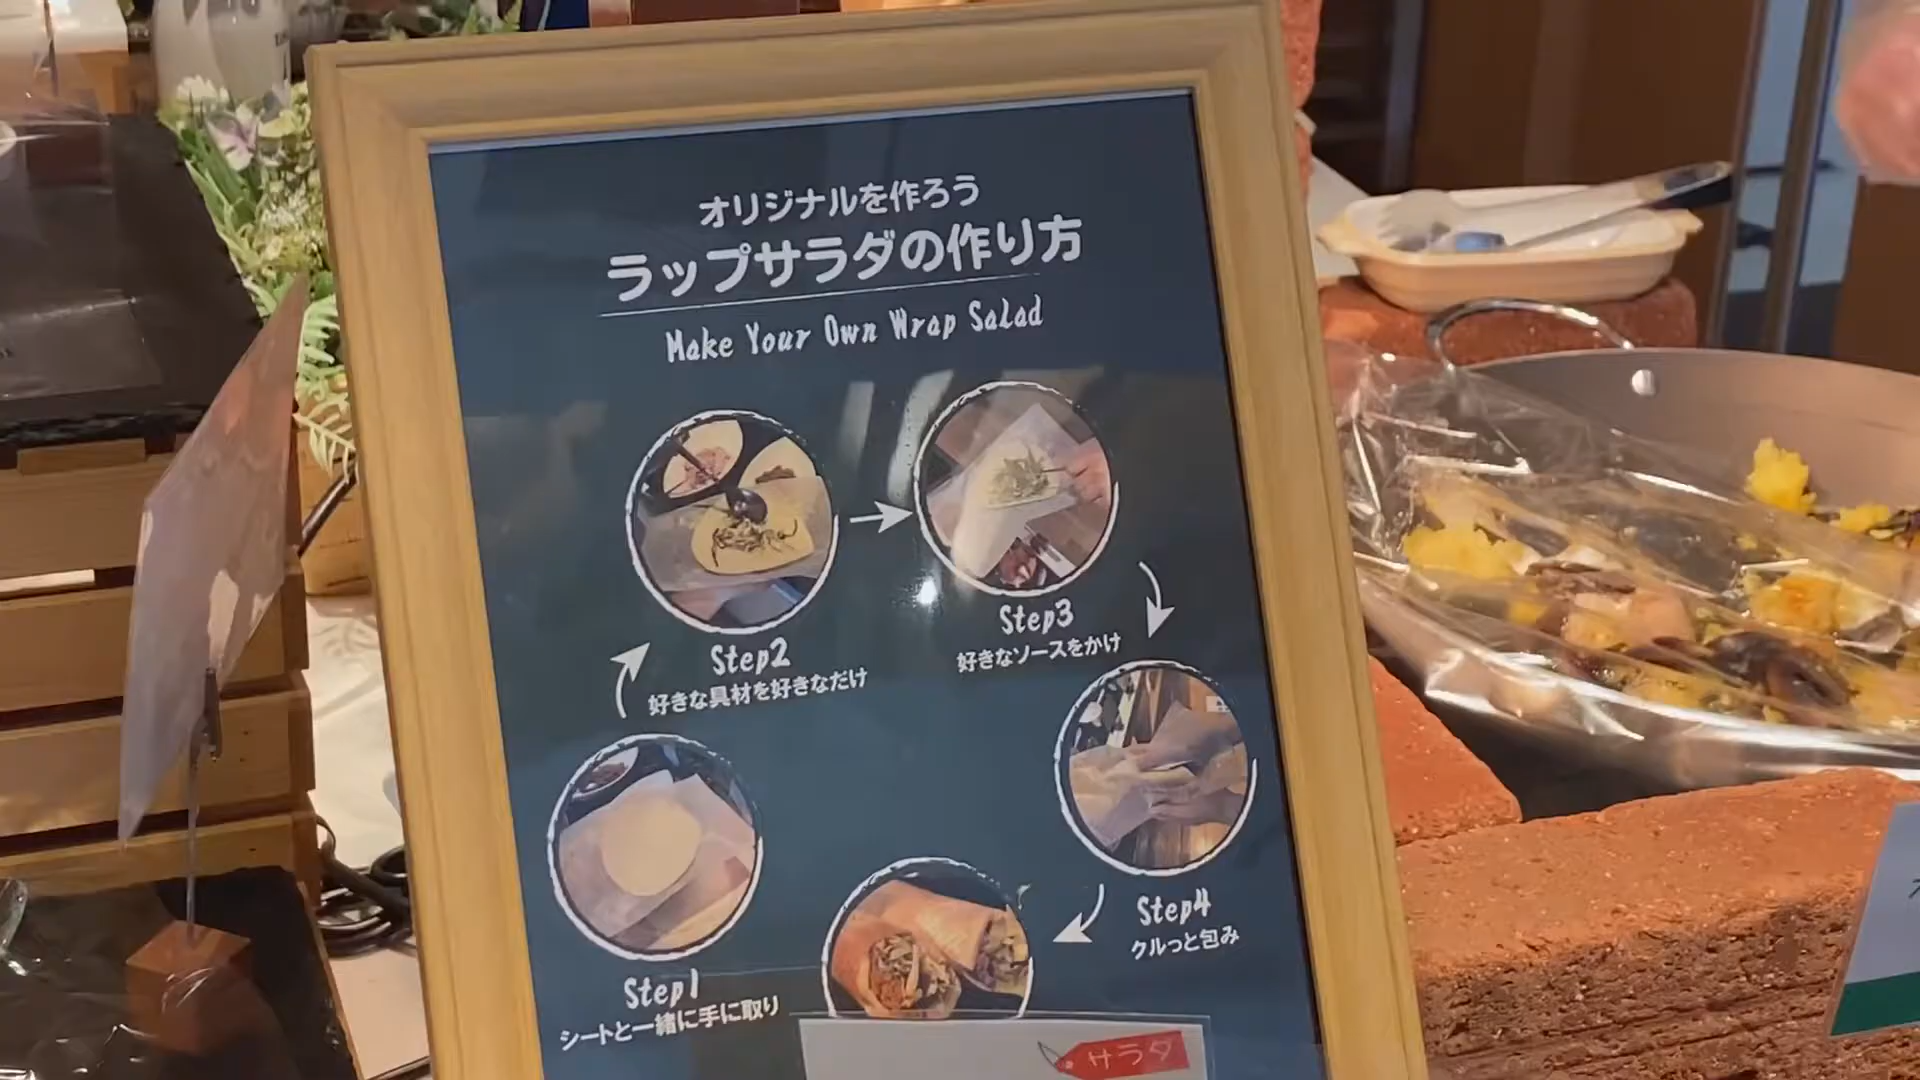 オリジナルを作ろう
ラップサラダの作り方
Make Your Own Wrap Salad
Step1
シートと一緒に手に取り
Step2
好きな具材を好きなだけ
Step3
好きなソースをかけ
Step4
クルっと包み
サラダ